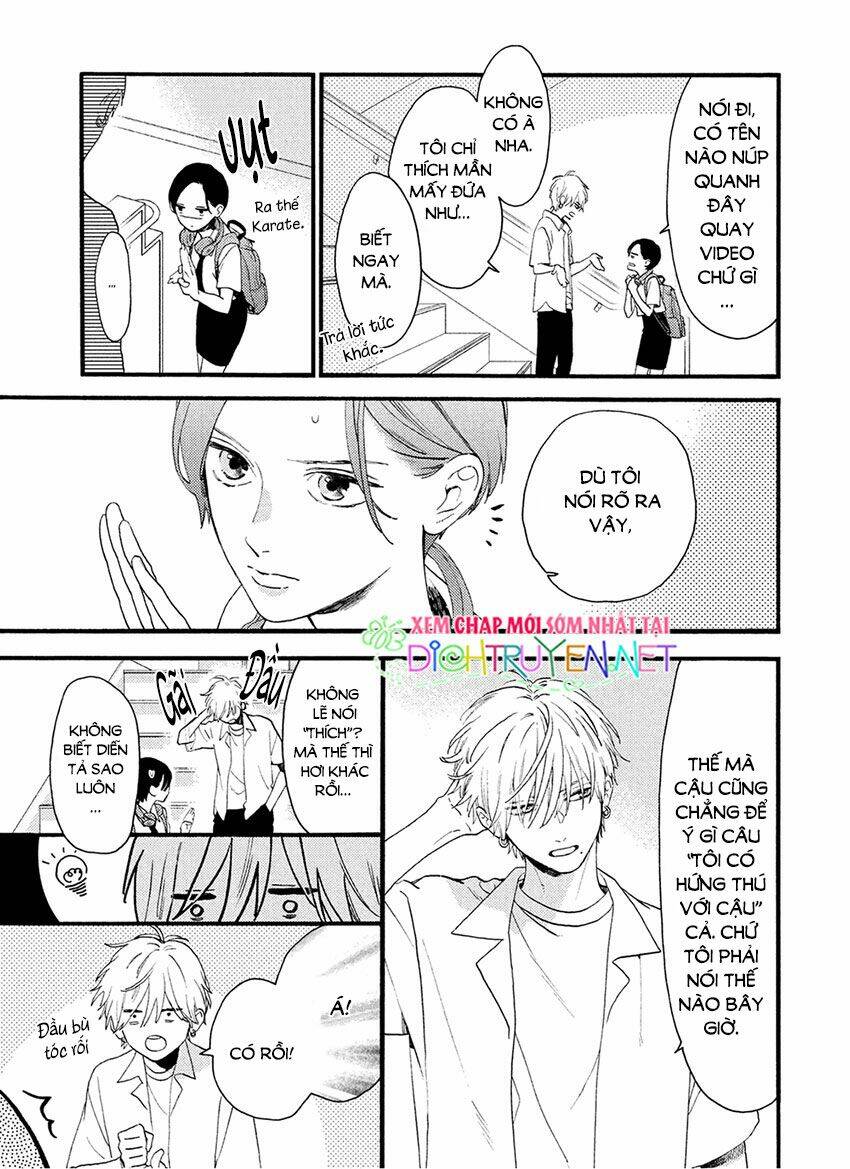 NÓI ĐI,
CÓ TÊN
NÀO NÚP
QUANH
ĐÂY
QUAY
VIDEO
CHỨ GÌ
...
KHÔNG
CÓ À
NHA.
TÔI CHỈ
THÍCH MẦN
MẤY ĐỨA
NHƯ...
BIẾT
NGAY
MÀ.
Trả lời tức
khắc.
Vụt
Ra thế
Karate.
...
DÙ TÔI
NÓI RÕ RA
VẬY,
XEM CHAP MỚI SỚM NHẤT TẠI
DICHTRUYEN.NET
THẾ MÀ
CẬU CŨNG
CHẲNG ĐỂ
Ý GÌ CÂU
"TÔI CÓ
HỨNG THÚ
VỚI CẬU"
CẢ. CHỨ
TÔI PHẢI
NÓI THẾ
NÀO BÂY
GIỜ.
KHÔNG
LẼ NÓI
"THÍCH"?
MÀ THẾ THÌ
HƠI KHÁC
RỒI...
Gãi Đầu
KHÔNG
BIẾT DIỄN
TẢ SAO
LUÔN
...
Á!
CÓ RỒI!
Đầu bù
tóc rối